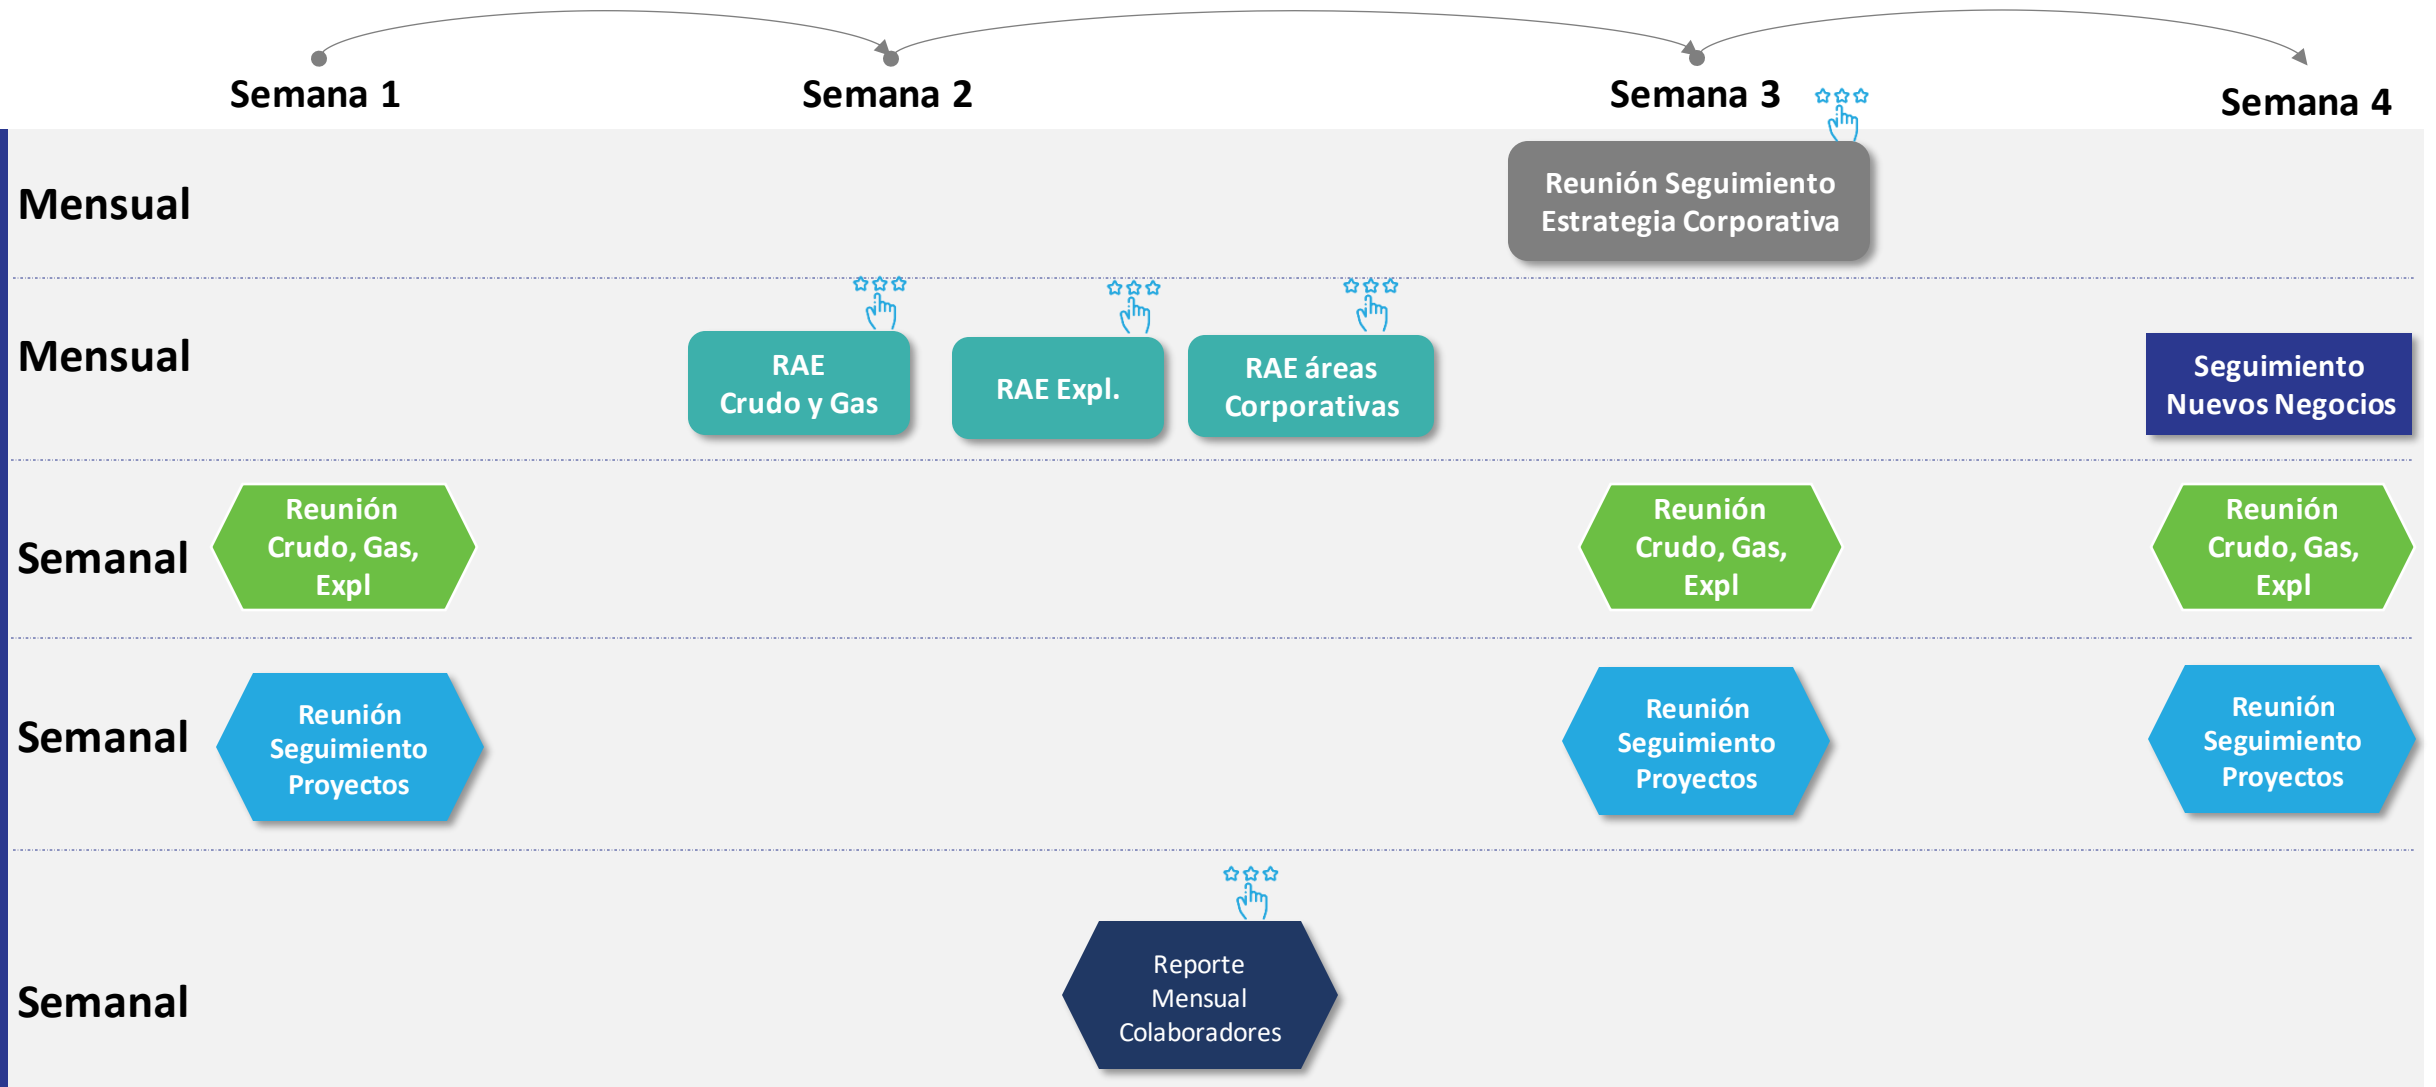 Semana 1
Semana 2
Semana 3
Semana 4
Mensual
Reunión Seguimiento
Estrategia Corporativa
Mensual
RAE
Crudo y Gas
RAE Expl.
RAE áreas
Corporativas
Seguimiento
Nuevos Negocios
Semanal
Reunión
Crudo, Gas,
Expl
Reunión
Crudo, Gas,
Expl
Reunión
Crudo, Gas,
Expl
Semanal
Reunión
Seguimiento
Proyectos
Reunión
Seguimiento
Proyectos
Reunión
Seguimiento
Proyectos
Semanal
Reporte
Mensual
Colaboradores